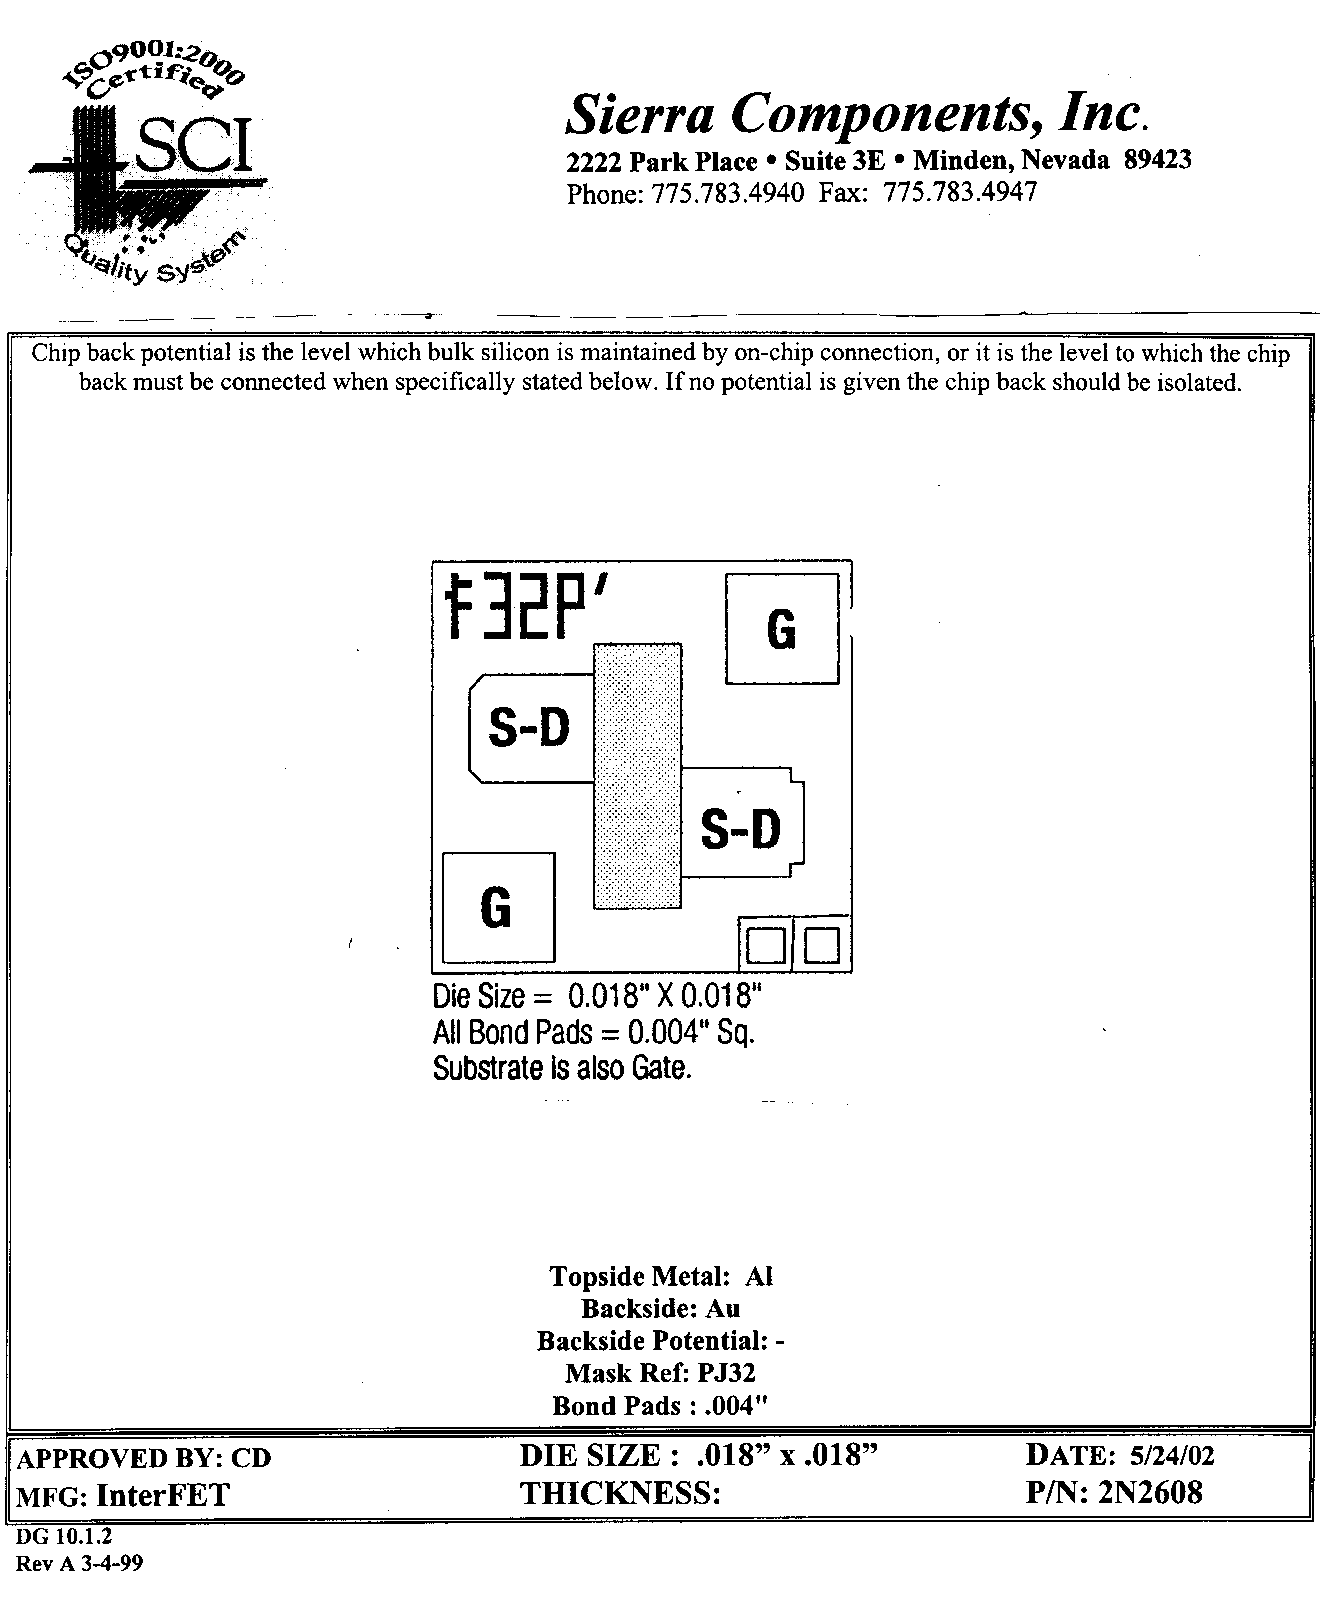 ISO9001:2000
Certified
SCI
Quality System
Sierra Components, Inc.
2222 Park Place • Suite 3E • Minden, Nevada 89423
Phone: 775.783.4940 Fax: 775.783.4947
Chip back potential is the level which bulk silicon is maintained by on-chip connection, or it is the level to which the chip
back must be connected when specifically stated below. If no potential is given the chip back should be isolated.
G
S-D
S-D
G
Die Size = 0.018" X 0.018"
All Bond Pads = 0.004" Sq.
Substrate is also Gate.
Topside Metal: Al
Backside: Au
Backside Potential: -
Mask Ref: PJ32
Bond Pads : .004"
APPROVED BY: CD
DIE SIZE : .018” x .018”
DATE: 5/24/02
MFG: InterFET
THICKNESS:
P/N: 2N2608
DG 10.1.2
Rev A 3-4-99